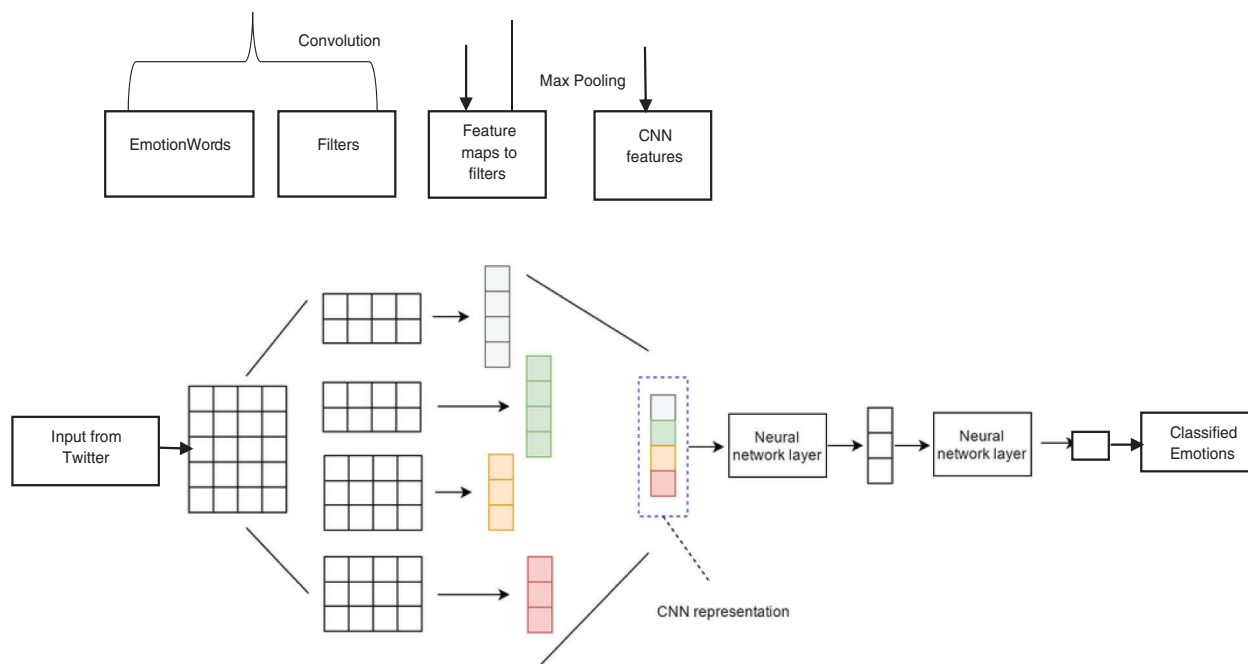 Convolution
Max Pooling
EmotionWords
Filters
Feature
maps to
filters
CNN
features
Input from
Twitter
Neural
network layer
Neural
network layer
Classified
Emotions
CNN representation